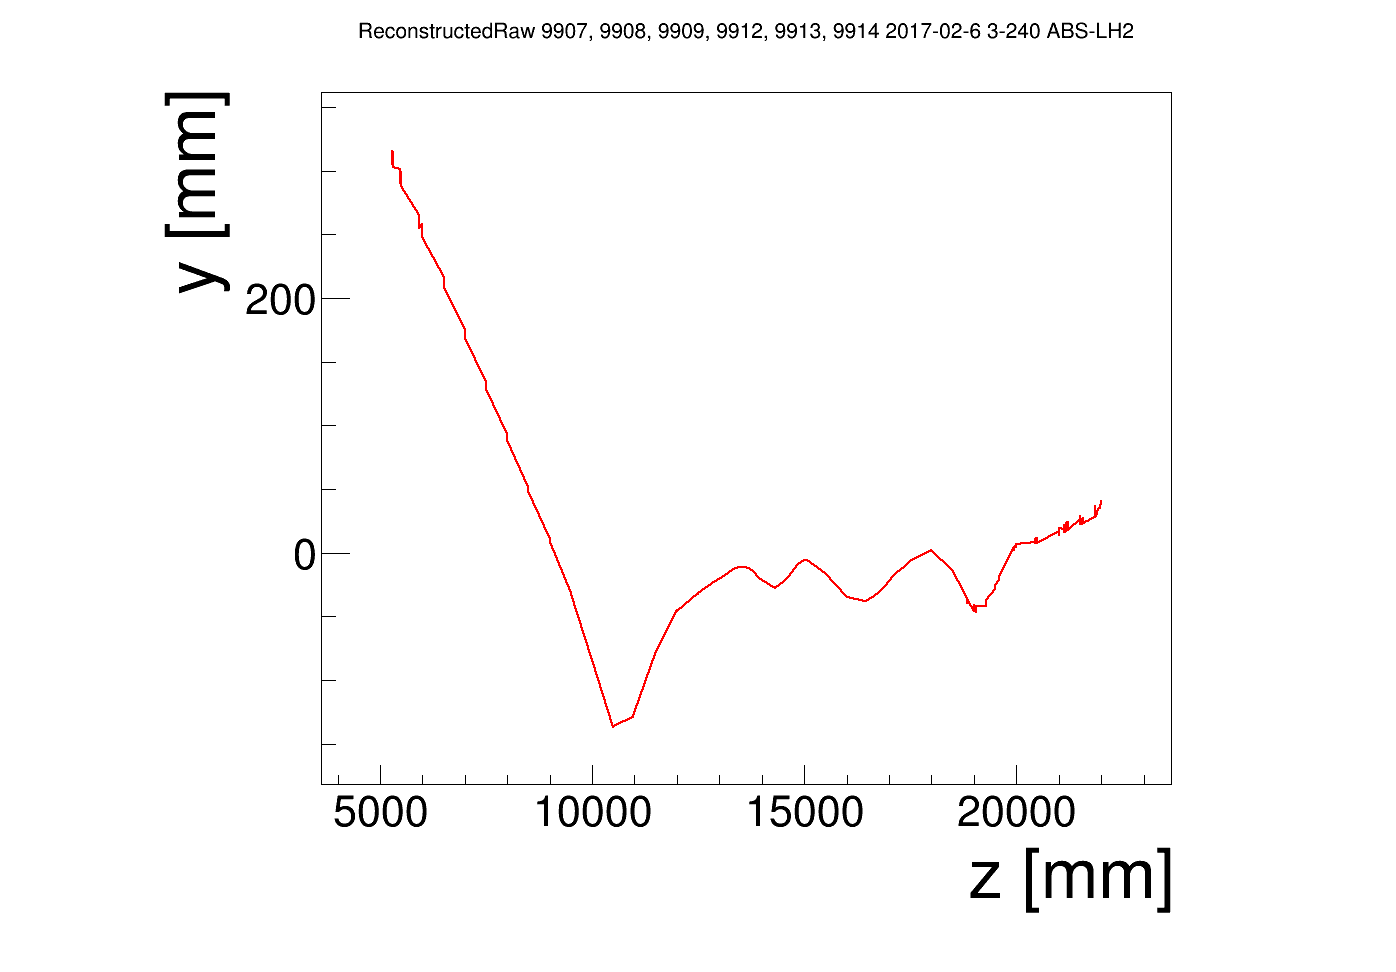 ReconstructedRaw 9907, 9908, 9909, 9912, 9913, 9914 2017-02-6 3-240 ABS-LH2
y [mm]
200
0
5000 10000 15000 20000
z [mm]